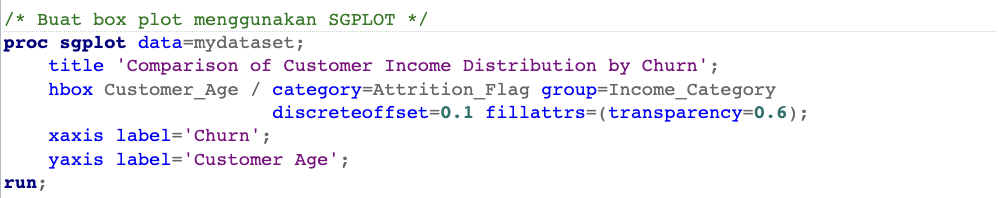 /* Buat box plot menggunakan SGPLOT */
proc sgplot data=mydataset;
    title 'Comparison of Customer Income Distribution by Churn';
    hbox Customer_Age / category=Attrition_Flag group=Income_Category
                        discreteoffset=0.1 fillattrs=(transparency=0.6);
    xaxis label='Churn';
    yaxis label='Customer Age';
run;